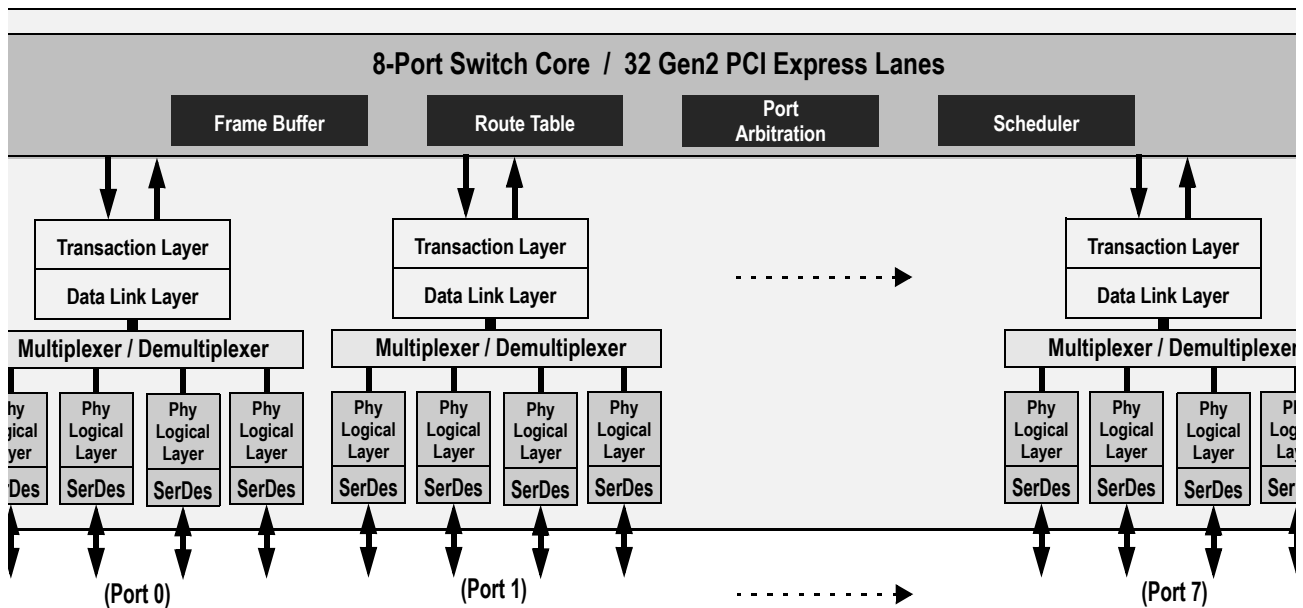 8-Port Switch Core / 32 Gen2 PCI Express Lanes
Frame Buffer
Route Table
Port
Arbitration
Scheduler
Transaction Layer
Data Link Layer
Multiplexer / Demultiplexer
Phy
Logical
Layer
SerDes
Phy
Logical
Layer
SerDes
Phy
Logical
Layer
SerDes
(Port 0)
Transaction Layer
Data Link Layer
Multiplexer / Demultiplexer
Phy
Logical
Layer
SerDes
Phy
Logical
Layer
SerDes
Phy
Logical
Layer
SerDes
Phy
Logical
Layer
SerDes
(Port 1)
Transaction Layer
Data Link Layer
Multiplexer / Demultiplexer
Phy
Logical
Layer
SerDes
Phy
Logical
Layer
SerDes
Phy
Logical
Layer
SerDes
(Port 7)